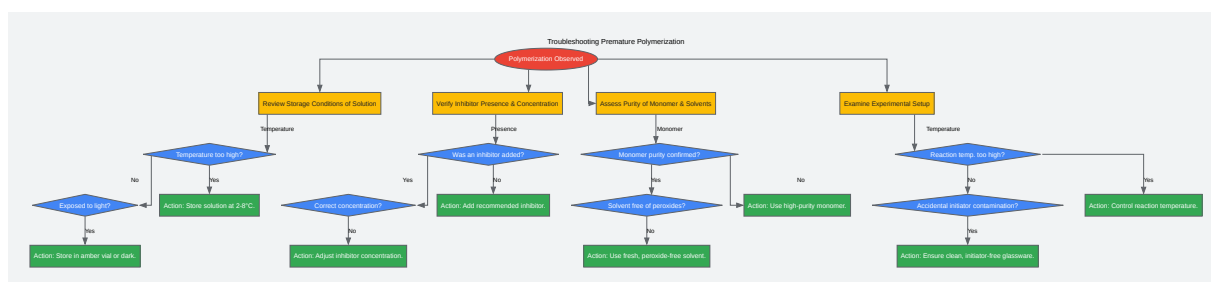 Troubleshooting Premature Polymerization
Polymerization Observed
Review Storage Conditions of Solution
Verify Inhibitor Presence & Concentration
Assess Purity of Monomer & Solvents
Examine Experimental Setup
Temperature
Presence
Monomer
Temperature
Temperature too high?
Was an inhibitor added?
Monomer purity confirmed?
Reaction temp. too high?
No
Yes
Yes
No
Yes
No
No
Yes
Exposed to light?
Action: Store solution at 2-8°C.
Correct concentration?
Action: Add recommended inhibitor.
Solvent free of peroxides?
Action: Use high-purity monomer.
Accidental initiator contamination?
Action: Control reaction temperature.
Yes
No
No
Yes
Action: Store in amber vial or dark.
Action: Adjust inhibitor concentration.
Action: Use fresh, peroxide-free solvent.
Action: Ensure clean, initiator-free glassware.